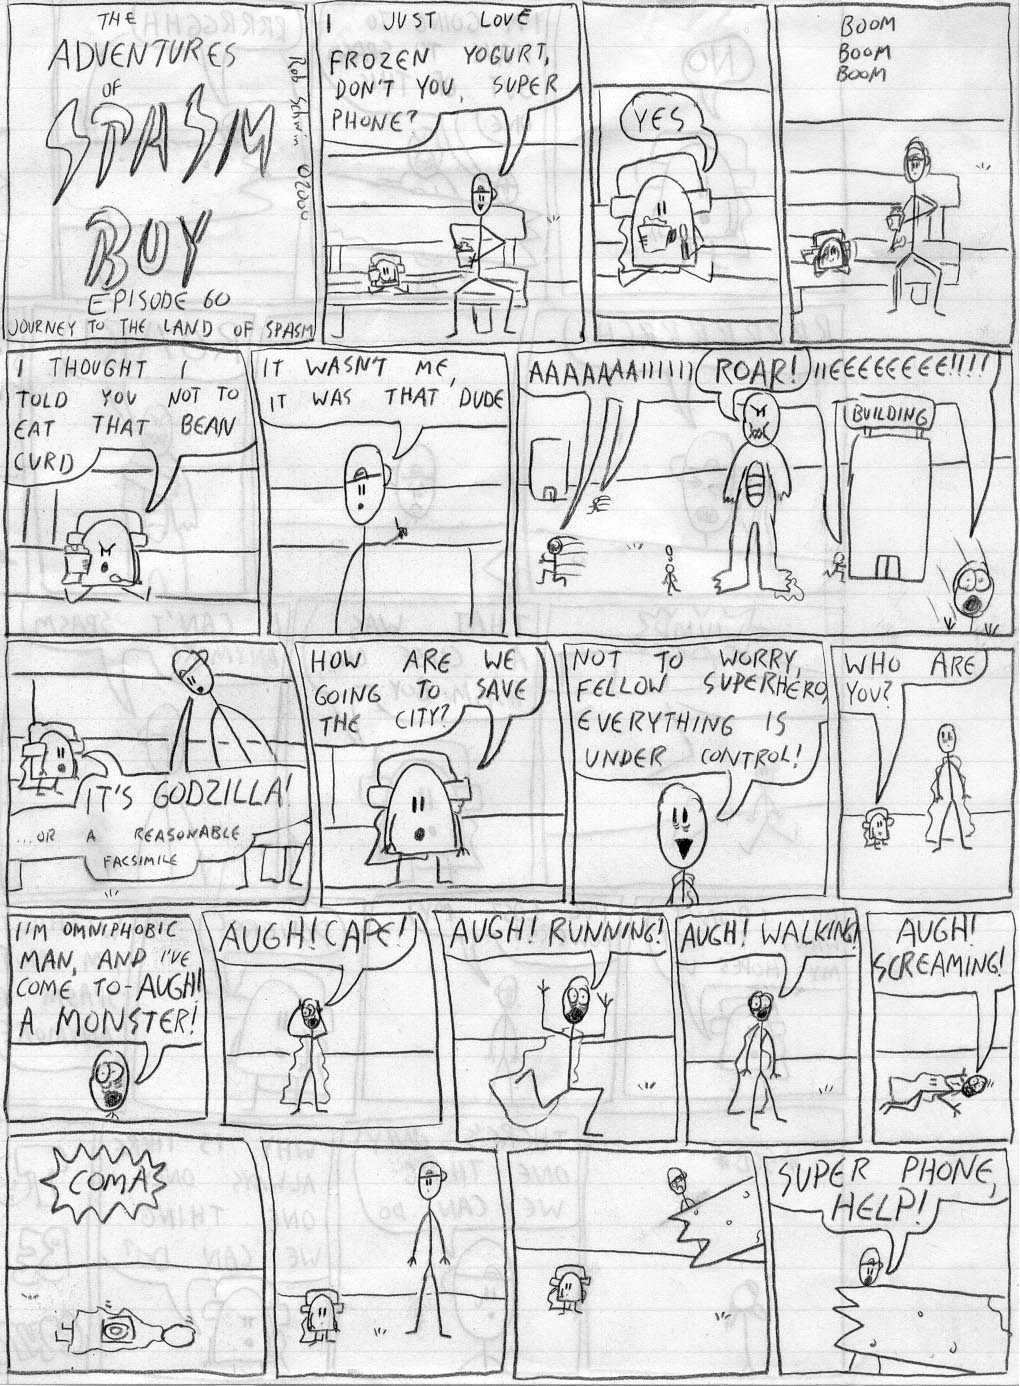 THE
ADVENTURES
OF
SPASM
BOY
EPISODE 60
JOURNEY TO THE LAND OF SPASM
Rob Schwin ©2000
I JUST LOVE
FROZEN YOGURT,
DON'T YOU, SUPER
PHONE?
YES
BOOM
BOOM
BOOM
I THOUGHT I
TOLD YOU NOT TO
EAT THAT BEAN
CURD
IT WASN'T ME,
IT WAS THAT DUDE
AAAAAAAIIIIII
ROAR!
IIEEEEEEEE!!!!
BUILDING
IT'S GODZILLA!
...OR A REASONABLE
FACSIMILE
HOW ARE WE
GOING TO SAVE
THE CITY?
NOT TO WORRY,
FELLOW SUPERHERO,
EVERYTHING IS
UNDER CONTROL!
WHO ARE
YOU?
I'M OMNIPHOBIC
MAN, AND I'VE
COME TO-AUGH!
A MONSTER!
AUGH! CAPE!
AUGH! RUNNING!
AUGH! WALKING!
AUGH!
SCREAMING!
COMA
SUPER PHONE,
HELP!